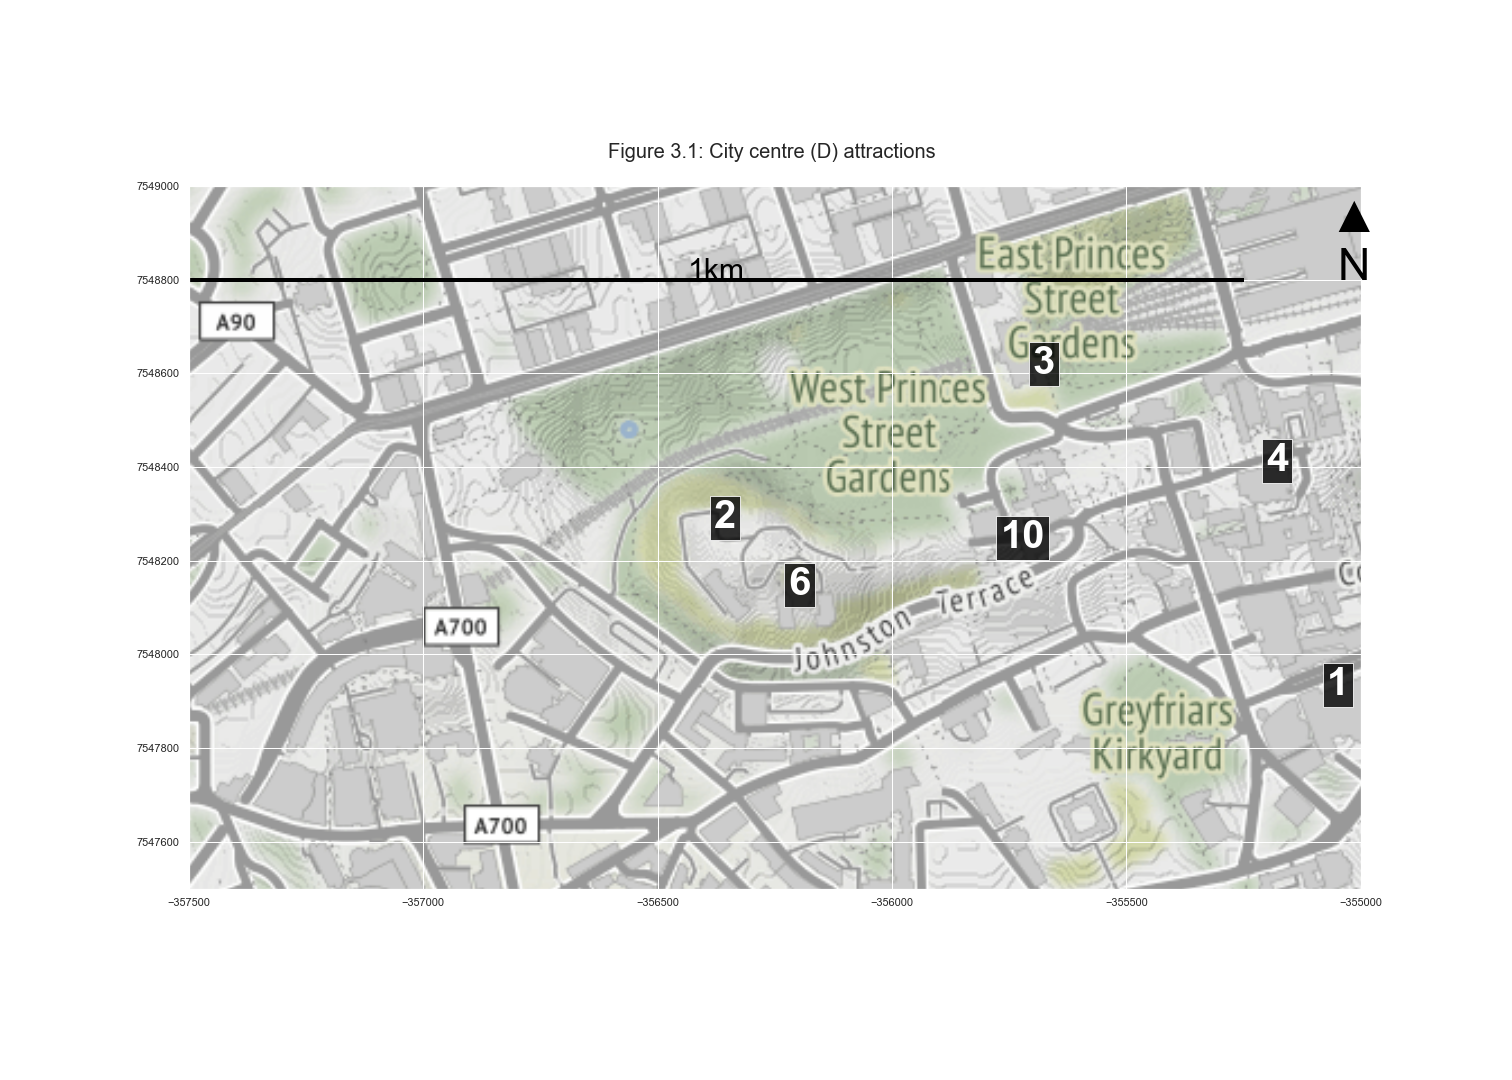 Figure 3.1: City centre (D) attractions
7549000
N
East Princes
Street
Gardens
1km
7548800
A90
3
7548600
West Princes
Street
Gardens
4
7548400
2
10
7548200
6
Johnston Terrace
Co
A700
7548000
1
Greyfriars
Kirkyard
7547800
A700
7547600
−357500
−357000
−356500
−356000
−355500
−355000